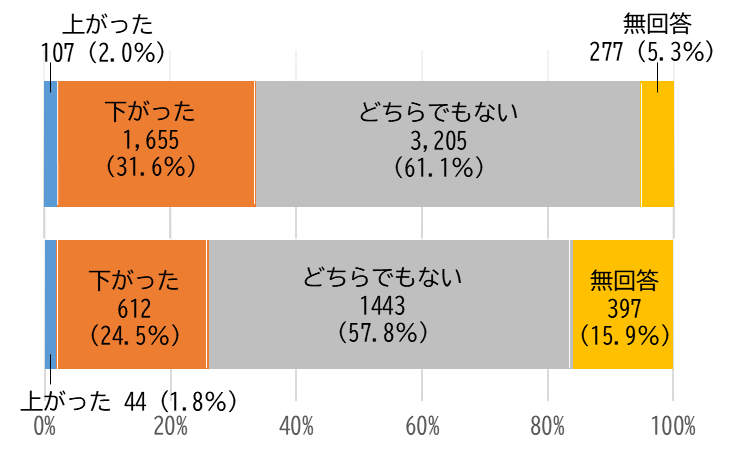 上がった
107（2.0%）
無回答
277（5.3%）
下がった
1,655
（31.6%）
どちらでもない
3,205
（61.1%）
下がった
612
（24.5%）
どちらでもない
1443
（57.8%）
無回答
397
（15.9%）
上がった 44（1.8%）
0%
20%
40%
60%
80%
100%